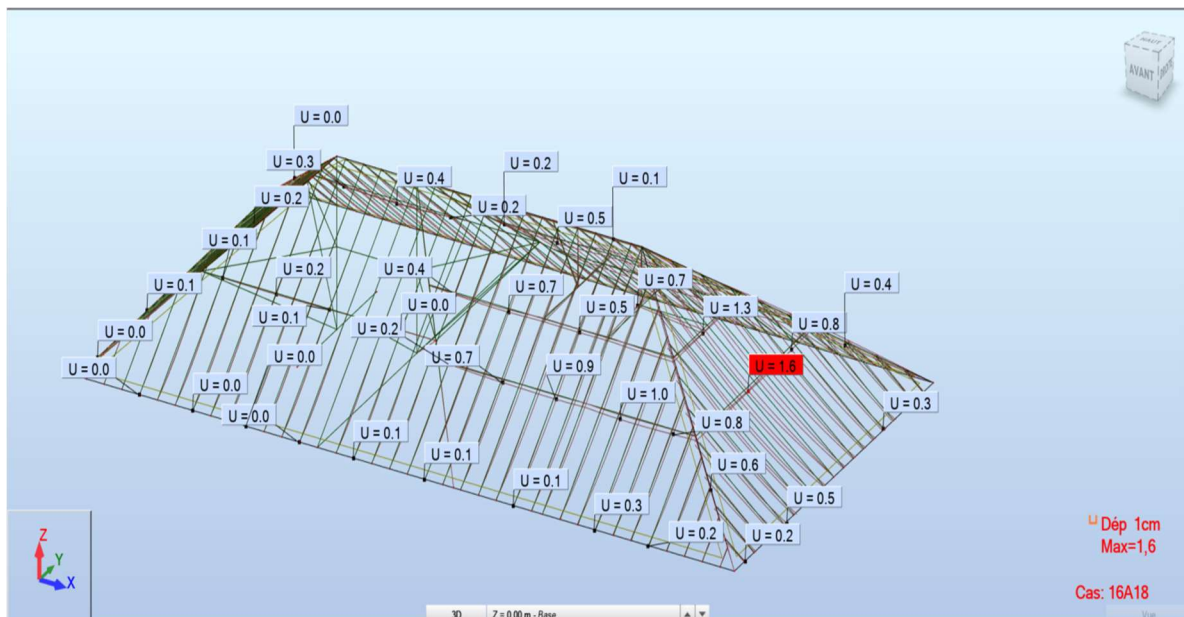 HAUT
AVANT
DROITE
U = 0.0
U = 0.3
U = 0.2
U = 0.4
U = 0.1
U = 0.2
U = 0.2
U = 0.5
U = 0.1
U = 0.2
U = 0.4
U = 0.7
U = 0.4
U = 0.1
U = 0.7
U = 0.5
U = 1.3
U = 0.0
U = 0.1
U = 0.8
U = 0.0
U = 0.2
U = 0.0
U = 0.0
U = 0.7
U = 0.9
U = 1.6
U = 0.0
U = 1.0
U = 0.3
U = 0.0
U = 0.8
U = 0.1
U = 0.1
U = 0.6
U = 0.1
U = 0.5
U = 0.3
U = 0.2
U = 0.2
Dép 1cm
Max=1,6
Cas: 16A18
Z
Y
X
3D
Z = 0.00 m - Base
Vue